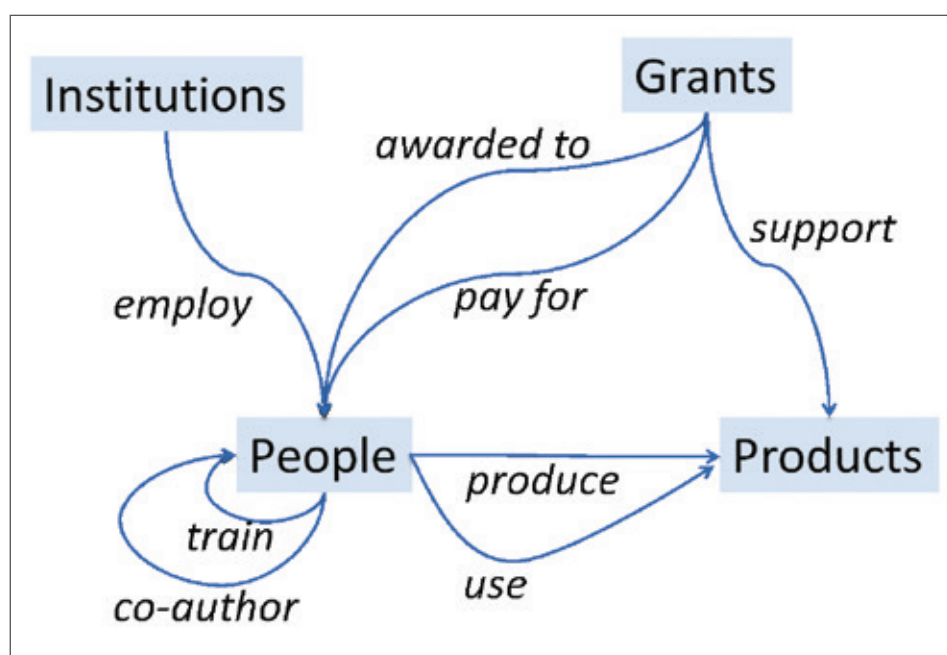 Institutions
Grants
awarded to
support
employ
pay for
People
Products
produce
train
use
co-author